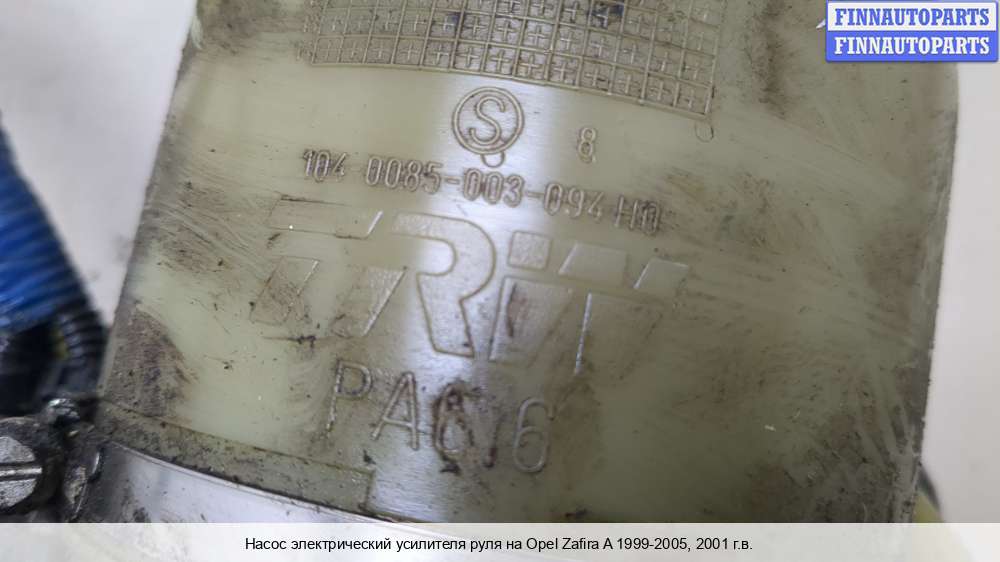 FINNAUTOPARTS
FINNAUTOPARTS
S 8
104-0085-003-094 H0
TRW
PA6.6
Насос электрический усилителя руля на Opel Zafira A 1999-2005, 2001 г.в.